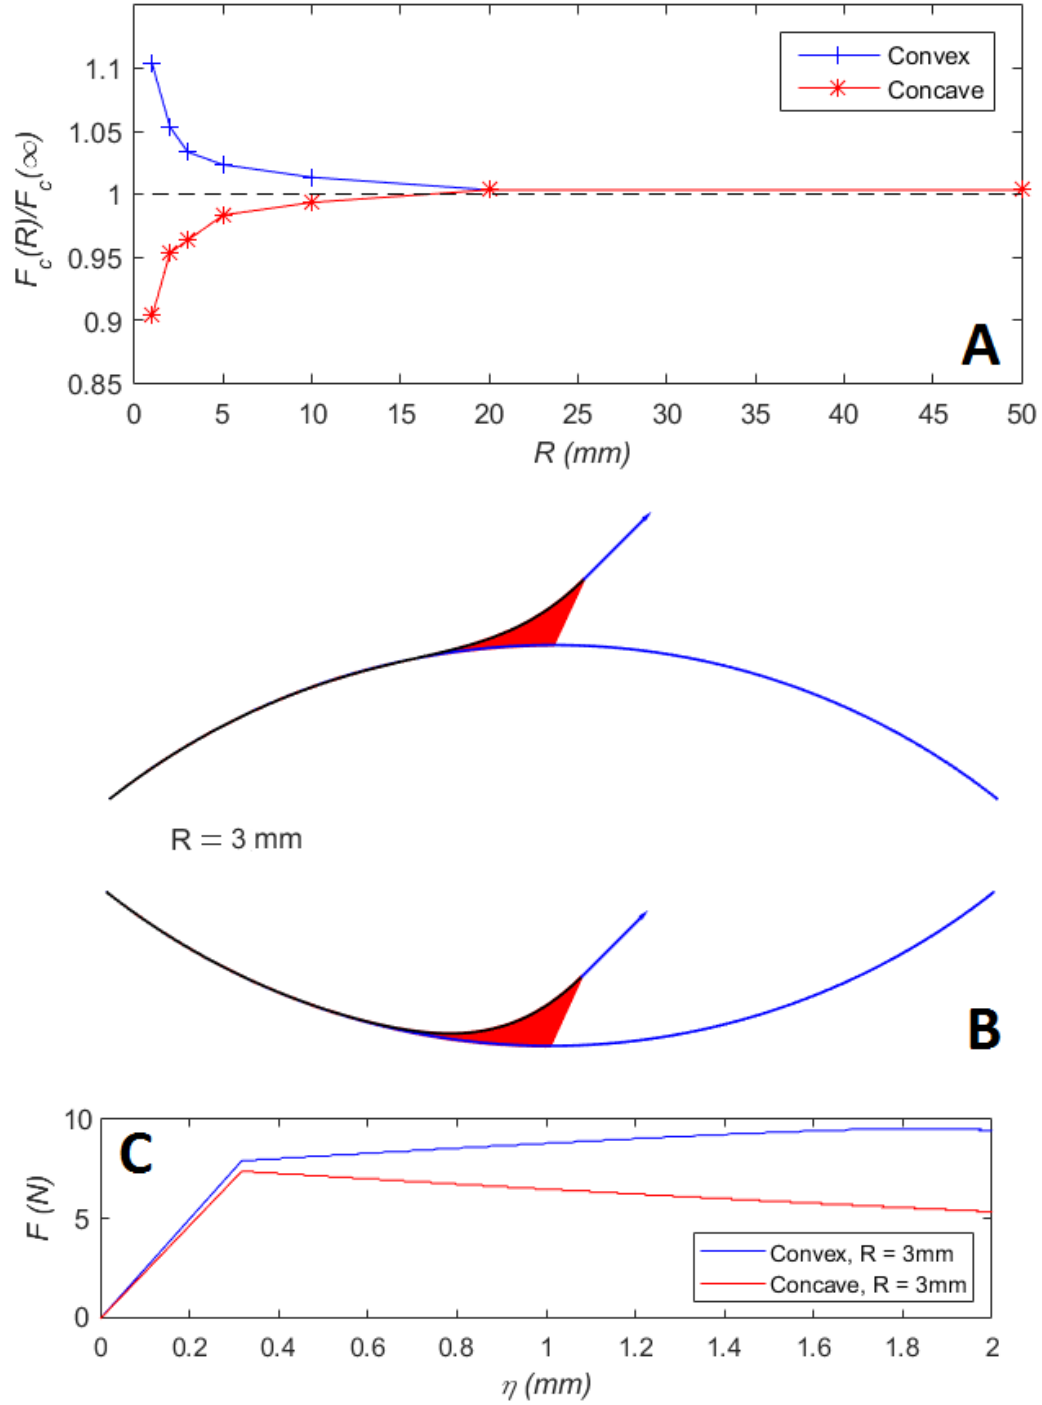 1.1
1.05
1
0.95
0.9
0.85
F_c(R)/F_c(∞)
Convex
Concave
A
0 5 10 15 20 25 30 35 40 45 50
R (mm)
R = 3 mm
B
10
5
0
F (N)
C
Convex, R = 3mm
Concave, R = 3mm
0 0.2 0.4 0.6 0.8 1 1.2 1.4 1.6 1.8 2
η (mm)